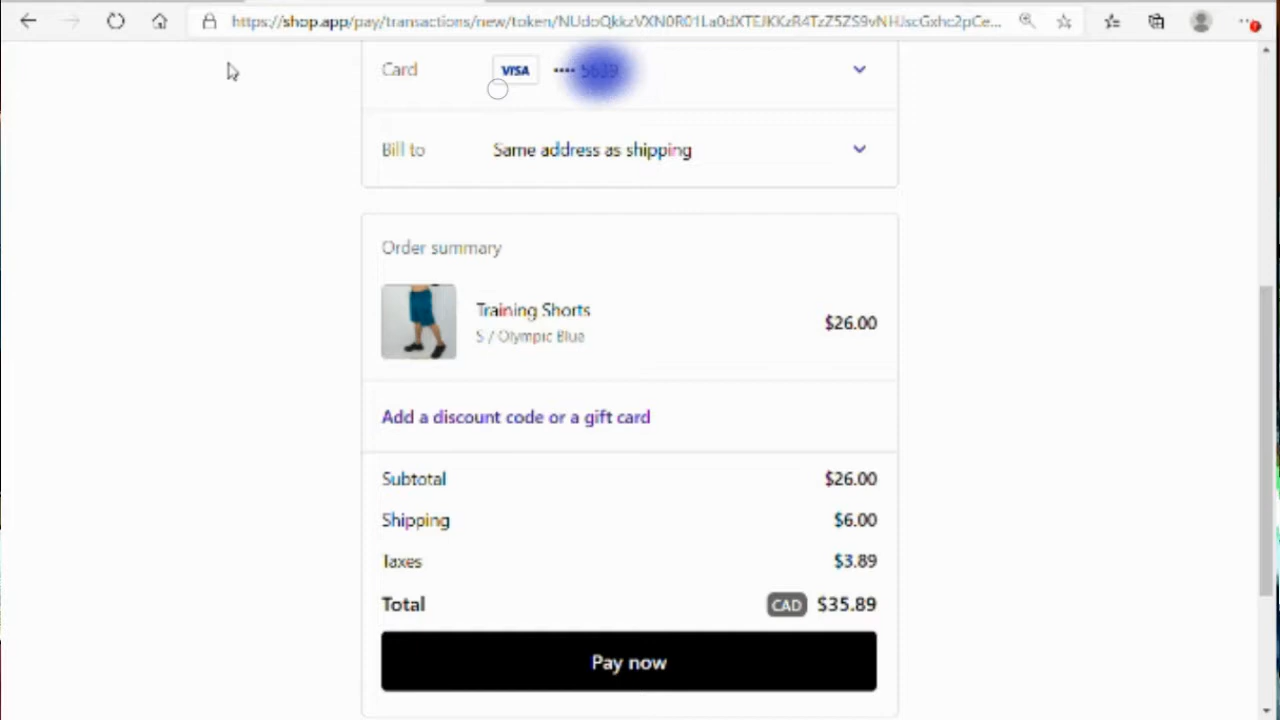 Card VISA ••••
Bill to Same address as shipping
Order summary
Training Shorts
S / Olympic Blue
$26.00
Add a discount code or a gift card
Subtotal $26.00
Shipping $6.00
Taxes $3.89
Total CAD $35.89
Pay now